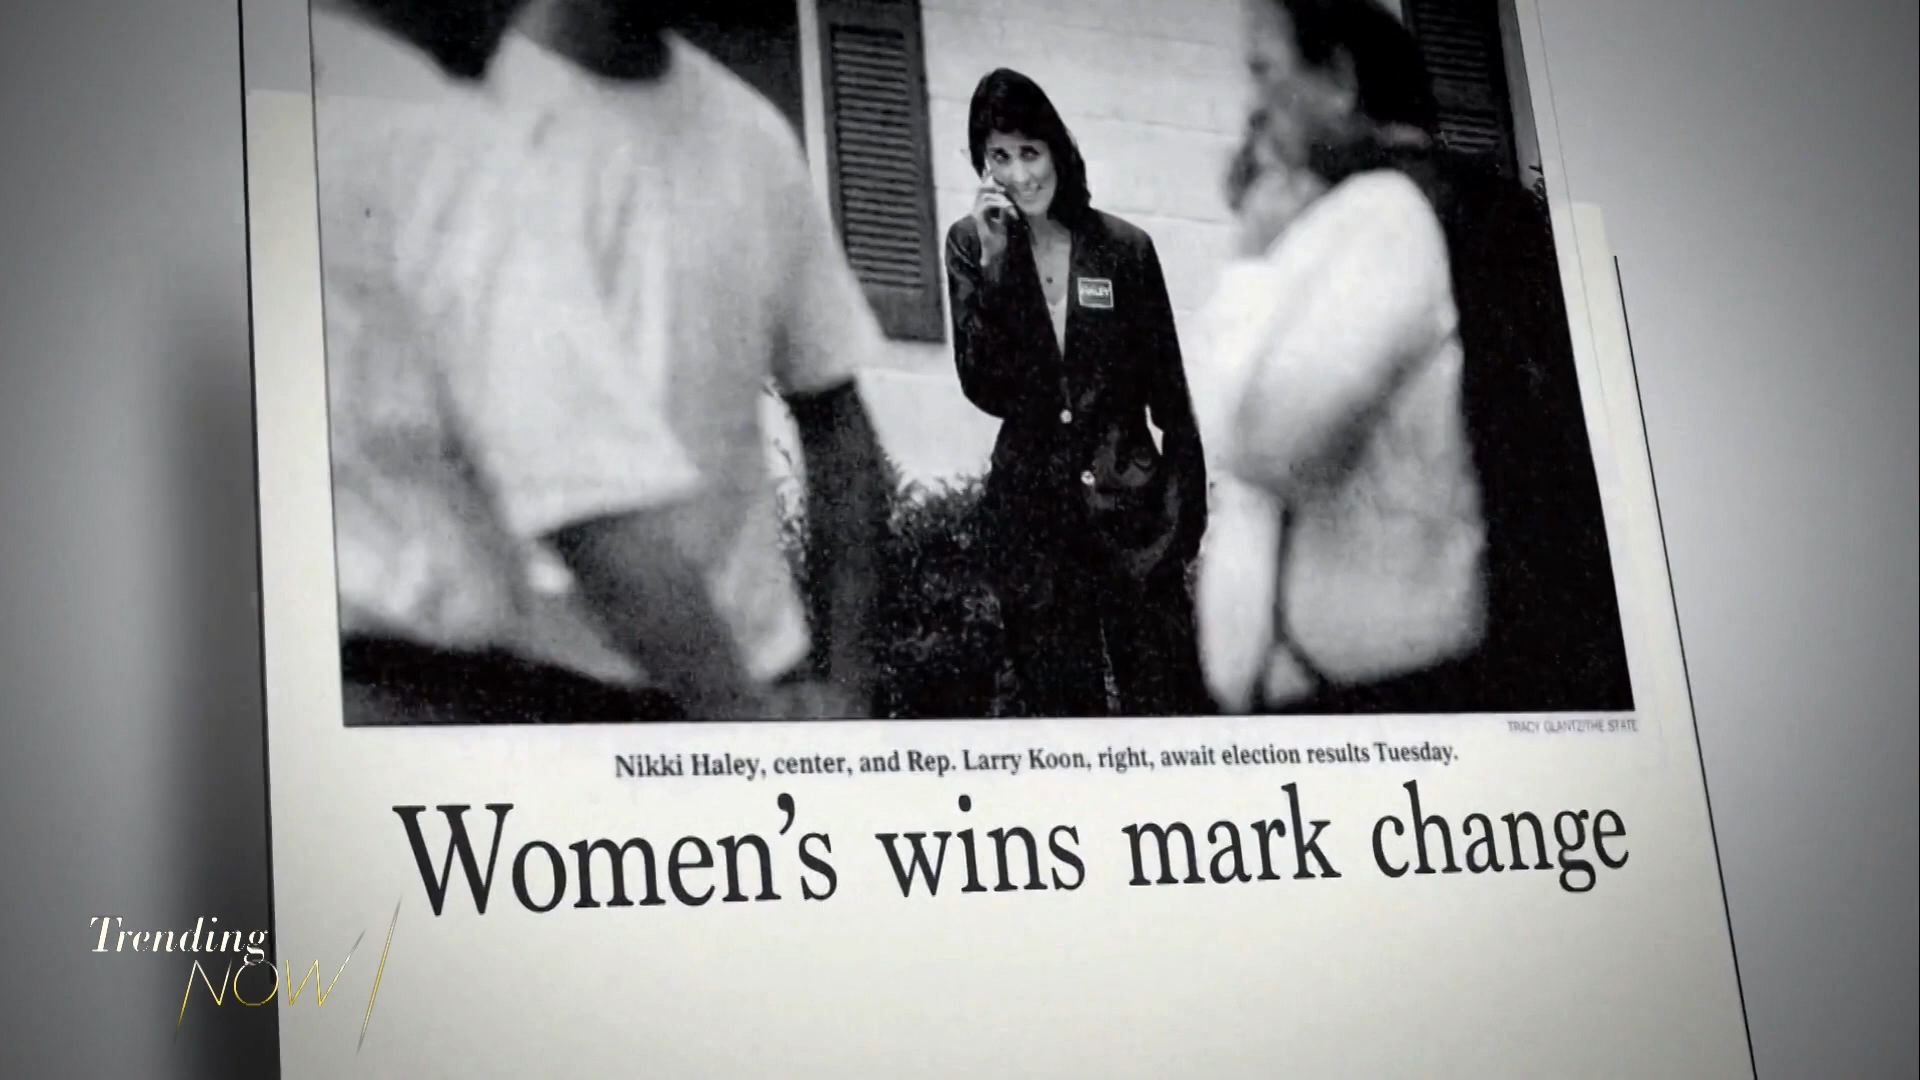 HALEY
TRACY GLANTZ/THE STATE
Nikki Haley, center, and Rep. Larry Koon, right, await election results Tuesday.
Women's wins mark change
Trending
NOW